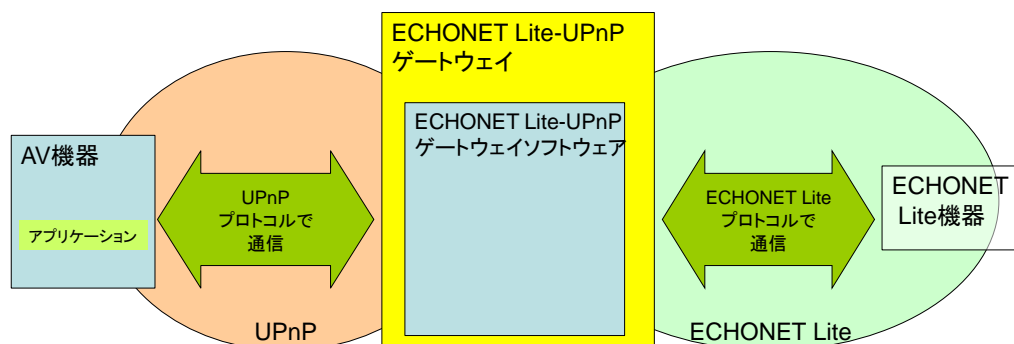 ECHONET Lite-UPnP
ゲートウェイ
ECHONET Lite-UPnP
ゲートウェイソフトウェア
AV機器
アプリケーション
UPnP
プロトコルで
通信
ECHONET Lite
プロトコルで
通信
ECHONET
Lite機器
UPnP
ECHONET Lite